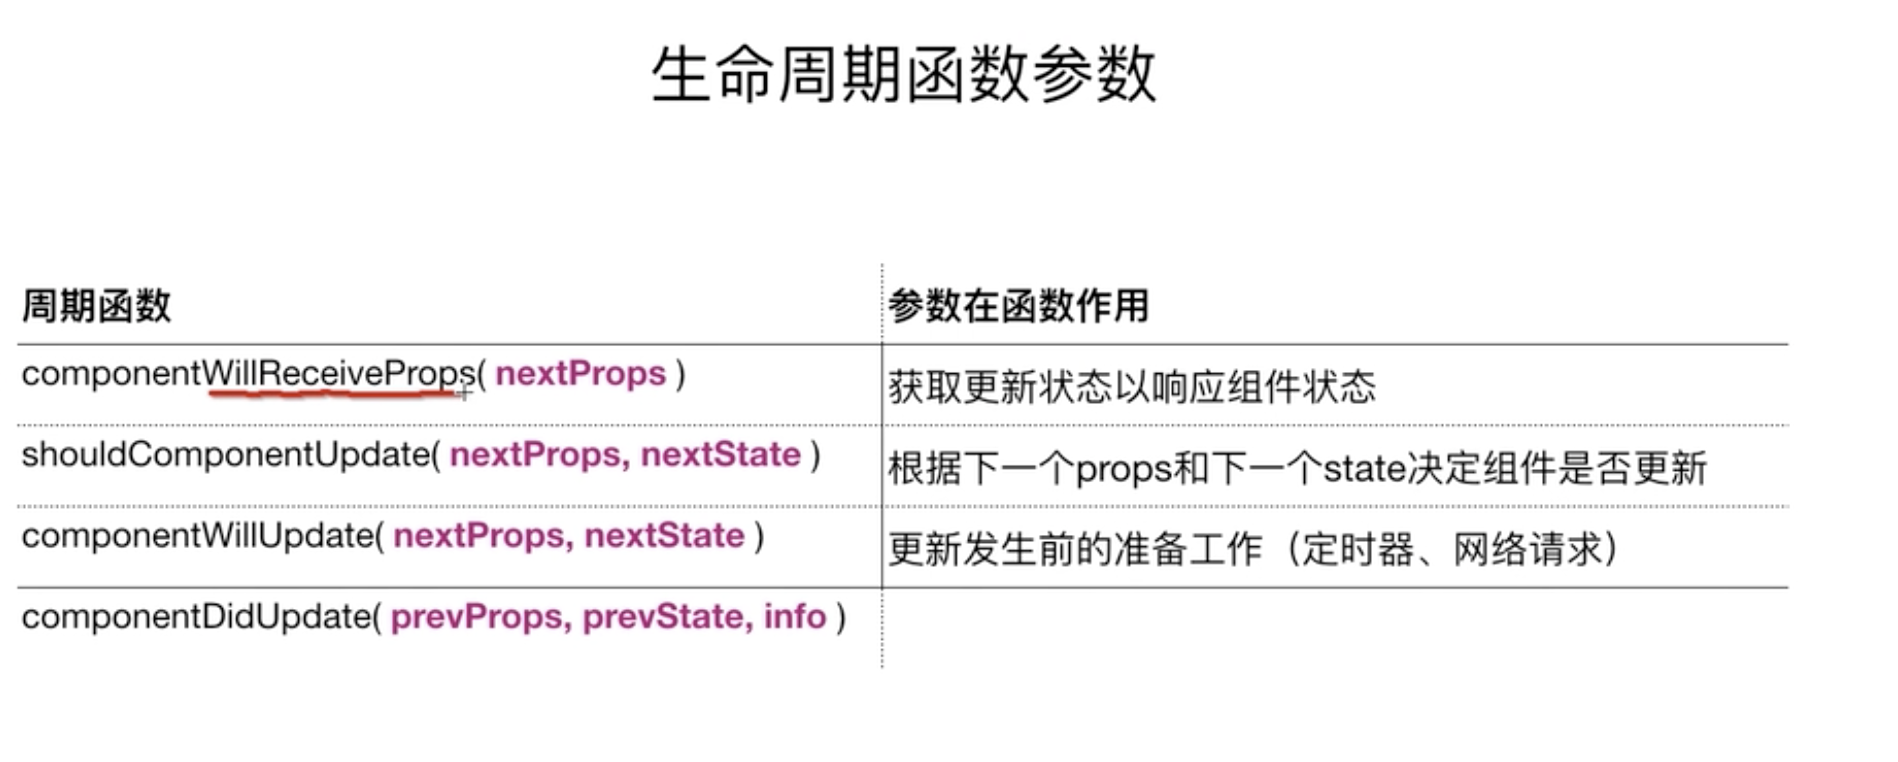 生命周期函数参数
周期函数 参数在函数作用
componentWillReceiveProps( nextProps ) 获取更新状态以响应组件状态
shouldComponentUpdate( nextProps, nextState ) 根据下一个props和下一个state决定组件是否更新
componentWillUpdate( nextProps, nextState ) 更新发生前的准备工作（定时器、网络请求）
componentDidUpdate( prevProps, prevState, info )